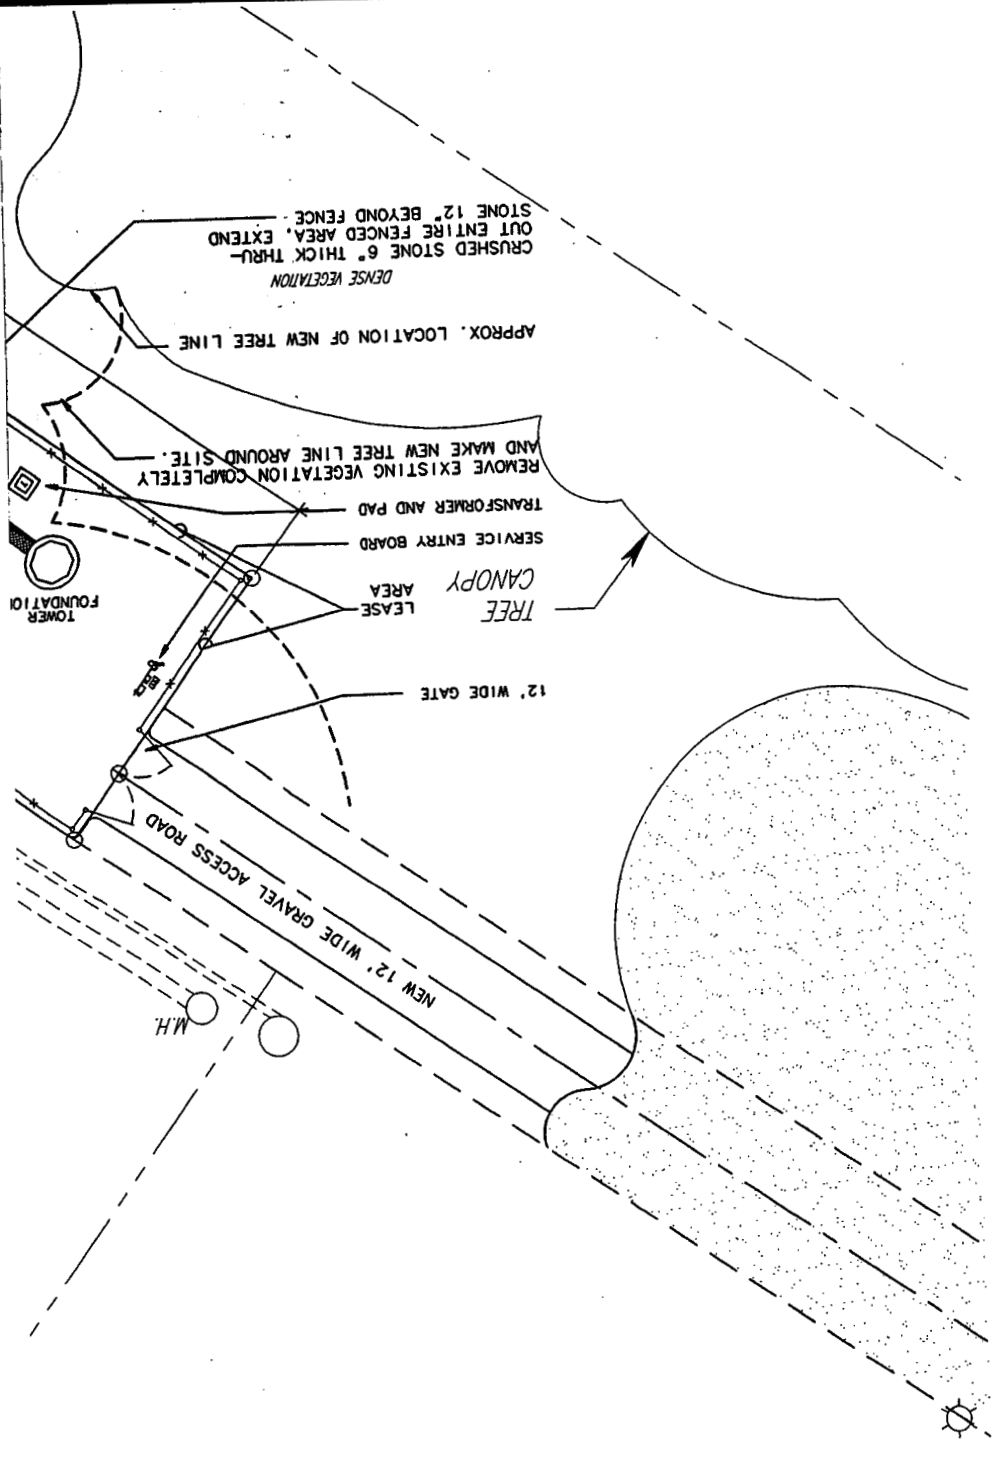 M.H.
NEW 12' WIDE GRAVEL ACCESS ROAD
12' WIDE GATE
TOWER
FOUNDATIO
TREE
CANOPY
LEASE
AREA
SERVICE ENTRY BOARD
TRANSFORMER AND PAD
REMOVE EXISTING VEGETATION COMPLETELY
AND MAKE NEW TREE LINE AROUND SITE.
APPROX. LOCATION OF NEW TREE LINE
DENSE VEGETATION
CRUSHED STONE 6" THICK THRU-
OUT ENTIRE FENCED AREA. EXTEND
STONE 12" BEYOND FENCE